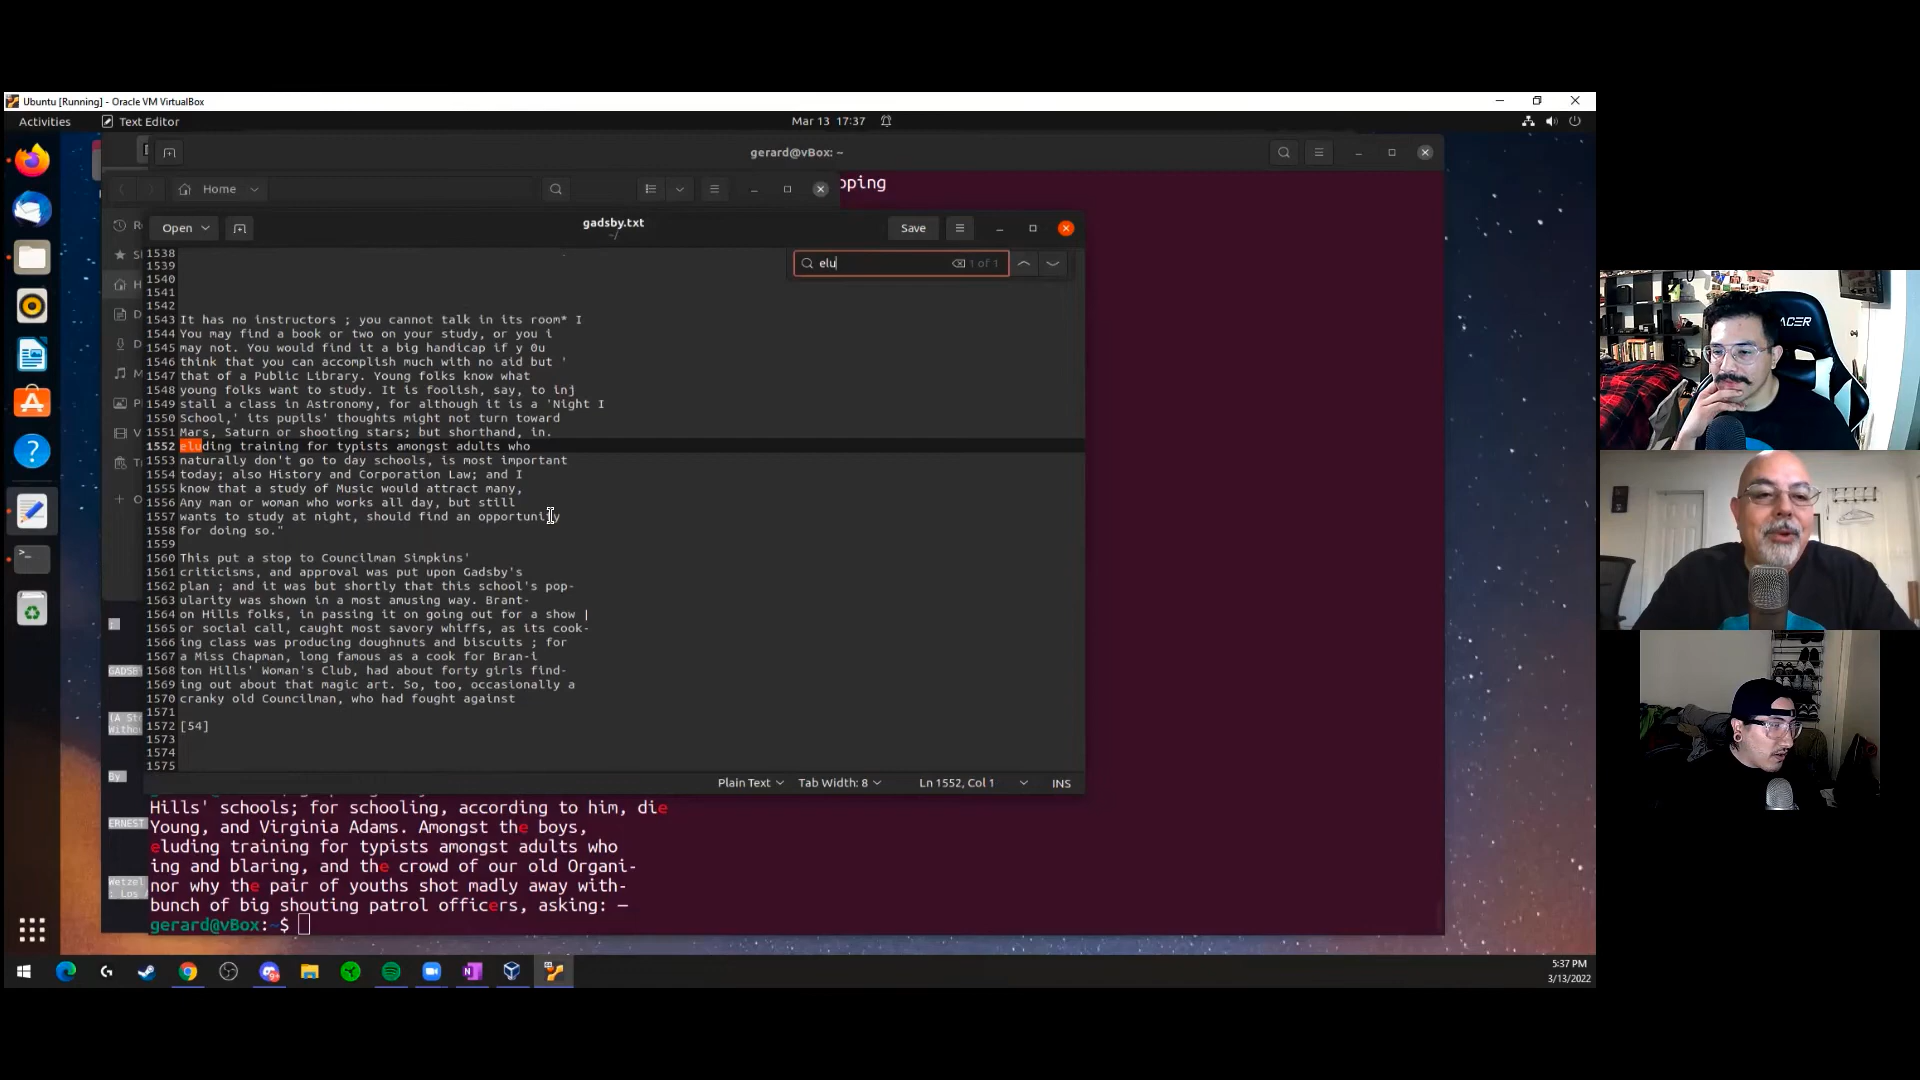 Ubuntu [Running] - Oracle VM VirtualBox
Activities
Text Editor
Mar 13 17:37
gerard@vBox: ~
Home
pping
Open
gadsby.txt
~/
Save
elu
1 of 1
1538
1539
1540
1541
1542
1543 It has no instructors ; you cannot talk in its room* I
1544 You may find a book or two on your study, or you i
1545 may not. You would find it a big handicap if y 0u
1546 think that you can accomplish much with no aid but '
1547 that of a Public Library. Young folks know what
1548 young folks want to study. It is foolish, say, to inj
1549 stall a class in Astronomy, for although it is a 'Night I
1550 School,' its pupils' thoughts might not turn toward
1551 Mars, Saturn or shooting stars; but shorthand, in.
1552 eluding training for typists amongst adults who
1553 naturally don't go to day schools, is most important
1554 today; also History and Corporation Law; and I
1555 know that a study of Music would attract many,
1556 Any man or woman who works all day, but still
1557 wants to study at night, should find an opportunity
1558 for doing so."
1559
1560 This put a stop to Councilman Simpkins'
1561 criticisms, and approval was put upon Gadsby's
1562 plan ; and it was but shortly that this school's pop-
1563 ularity was shown in a most amusing way. Brant-
1564 on Hills folks, in passing it on going out for a show |
1565 or social call, caught most savory whiffs, as its cook-
1566 ing class was producing doughnuts and biscuits ; for
1567 a Miss Chapman, long famous as a cook for Bran-i
1568 ton Hills' Woman's Club, had about forty girls find-
1569 ing out about that magic art. So, too, occasionally a
1570 cranky old Councilman, who had fought against
1571
1572 [54]
1573
1574
1575
Plain Text
Tab Width: 8
Ln 1552, Col 1
INS
GADSB
(A Sto
Witho
By
ERNEST
Wetzel
: Los
Hills' schools; for schooling, according to him, die
Young, and Virginia Adams. Amongst the boys,
eluding training for typists amongst adults who
ing and blaring, and the crowd of our old Organi-
nor why the pair of youths shot madly away with-
bunch of big shouting patrol officers, asking: —
gerard@vBox:~$
5:37 PM
3/13/2022
ACER